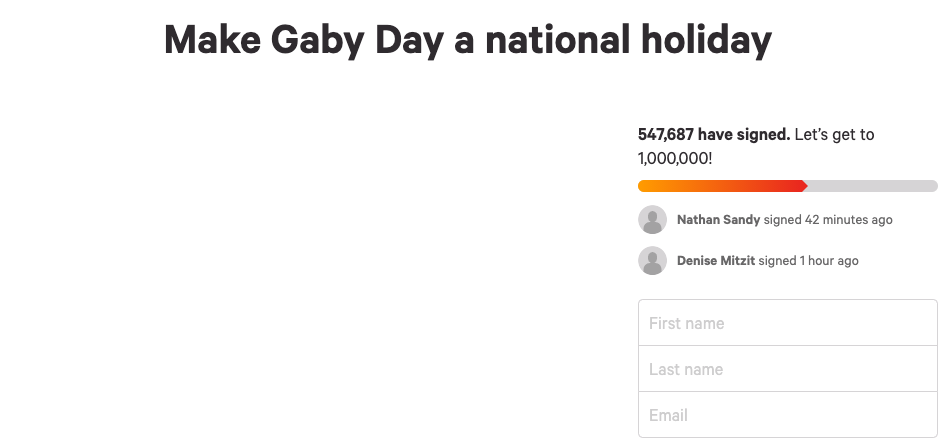 Make Gaby Day a national holiday
547,687 have signed. Let’s get to
1,000,000!
Nathan Sandy signed 42 minutes ago
Denise Mitzit signed 1 hour ago
First name
Last name
Email